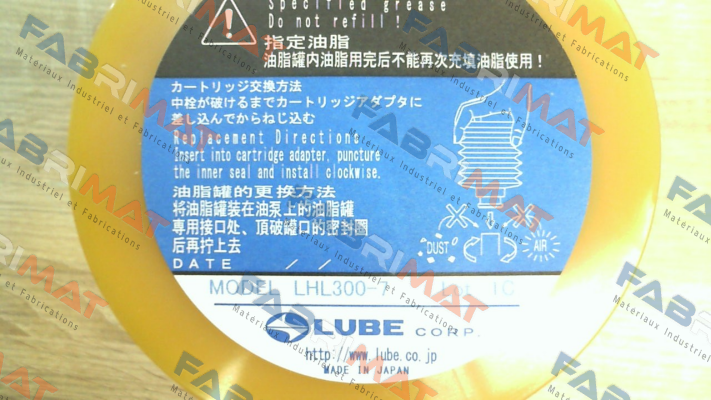 Specified grease
Do not refill!
指定油脂
油脂罐内油脂用完后不能再次充填油脂使用！
カートリッジ交換方法
中栓が破けるまでカートリッジアダプタに
差し込んでからねじ込む
Replacement Directions
Insert into cartridge adapter, puncture
the inner seal and install clockwise.
油脂罐的更换方法
将油脂罐装在油泵上的油脂罐
専用接口处、頂破罐口的密封圈
后再拧上去
DUST
AIR
DATE / /
MODEL LHL300-7 1C
LUBE CORP.
http://www.lube.co.jp
MADE IN JAPAN
FABRIMAT
Materiaux Industriel et Fabrications